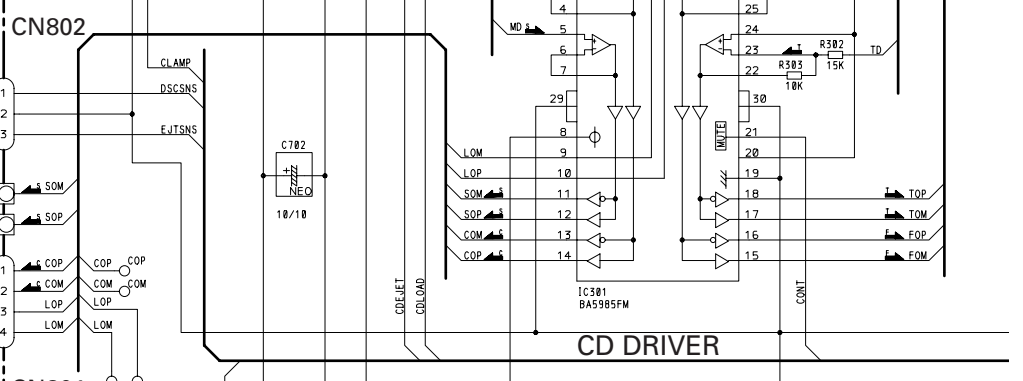 CN802
1
2
3
CLAMP
DSCSNS
EJTSNS
S SOM
S SOP
1
2
3
4
C COP
C COM
LOP
LOM
COP
COM
LOP
LOM
COP
COM
C702
+
NEO
10/10
CDEJET
CDLOAD
MD S
LOM
LOP
SOM S
SOP S
COM C
COP C
4
5
6
7
29
8
9
10
11
12
13
14
IC301
BA5985FM
25
24
23
22
30
21
20
19
18
17
16
15
MUTE
T
R302
15K
R303
10K
TD
T TOP
T TOM
F FOP
F FOM
CONT
CD DRIVER